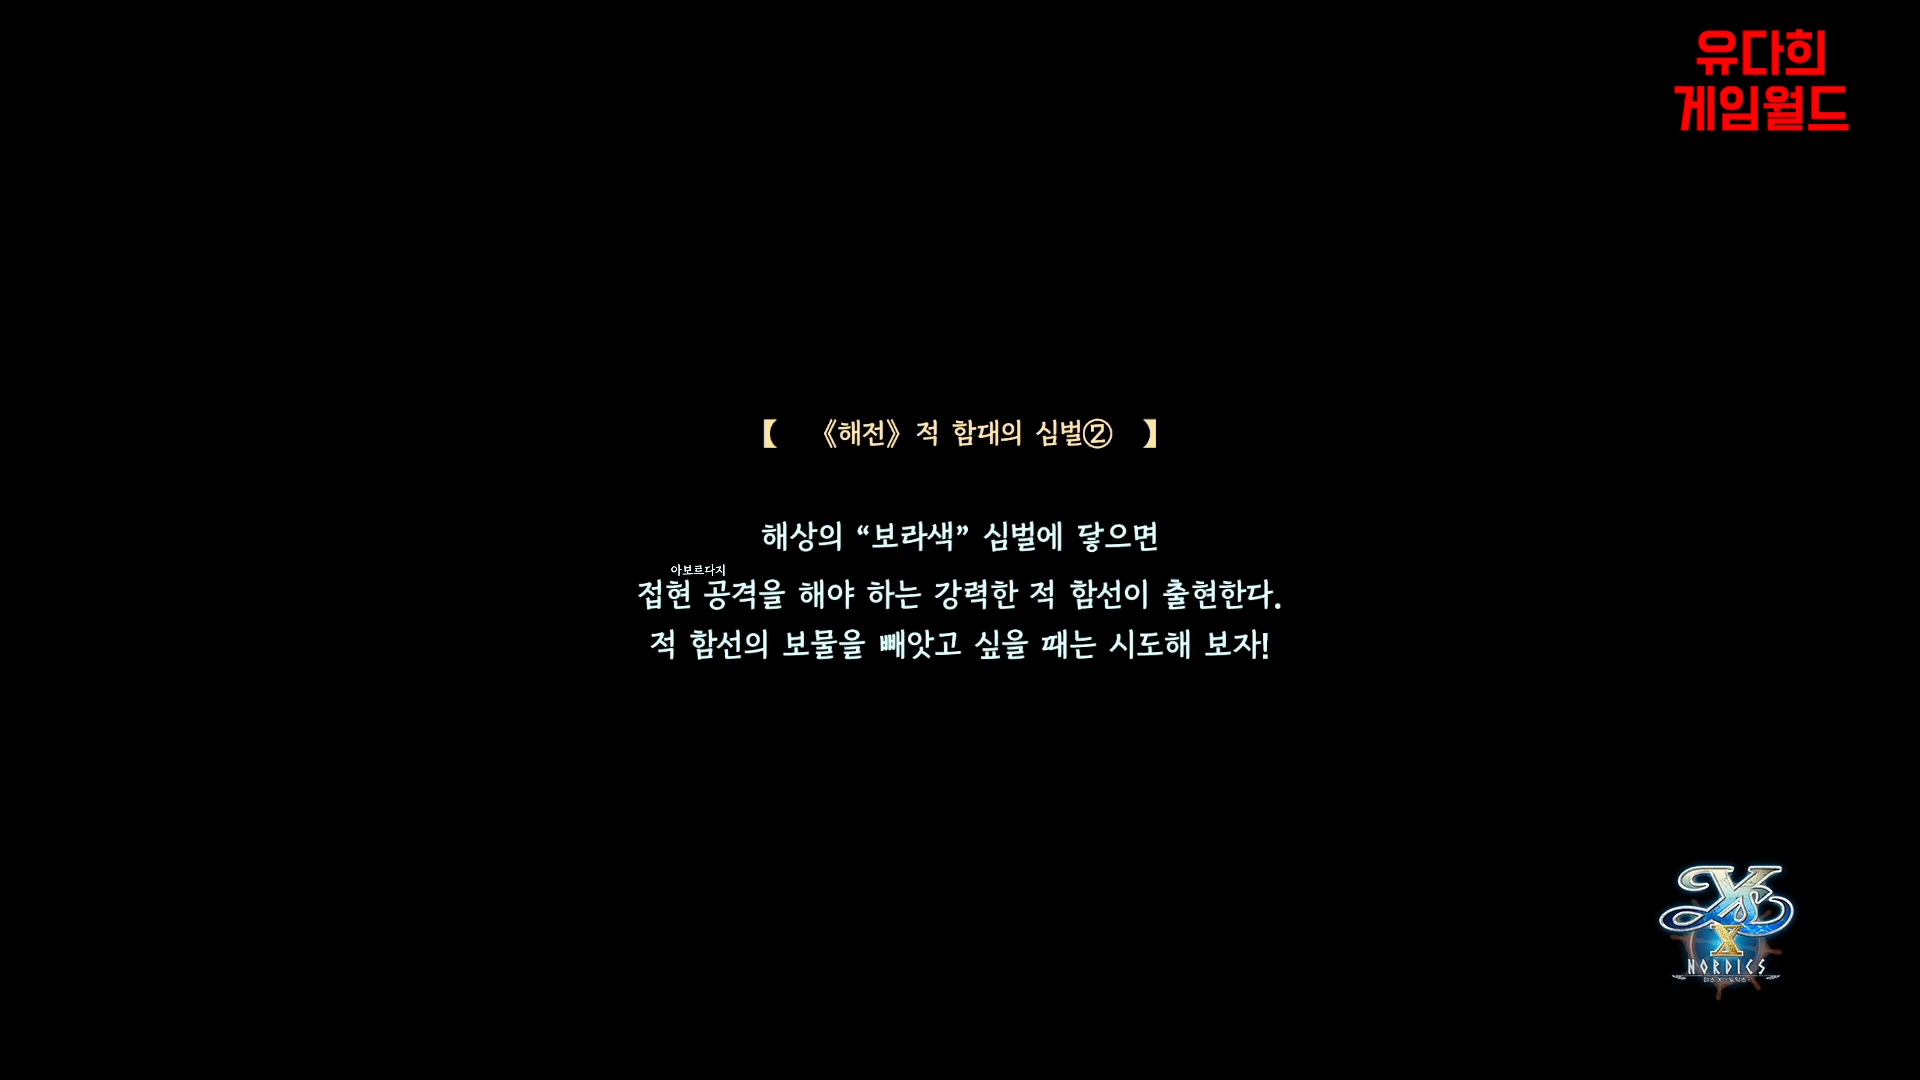 유다희
게임월드
【 《해전》 적 함대의 심벌② 】
해상의 “보라색” 심벌에 닿으면
아보르다지
접현 공격을 해야 하는 강력한 적 함선이 출현한다.
적 함선의 보물을 빼앗고 싶을 때는 시도해 보자!
Ys
X
NORDICS